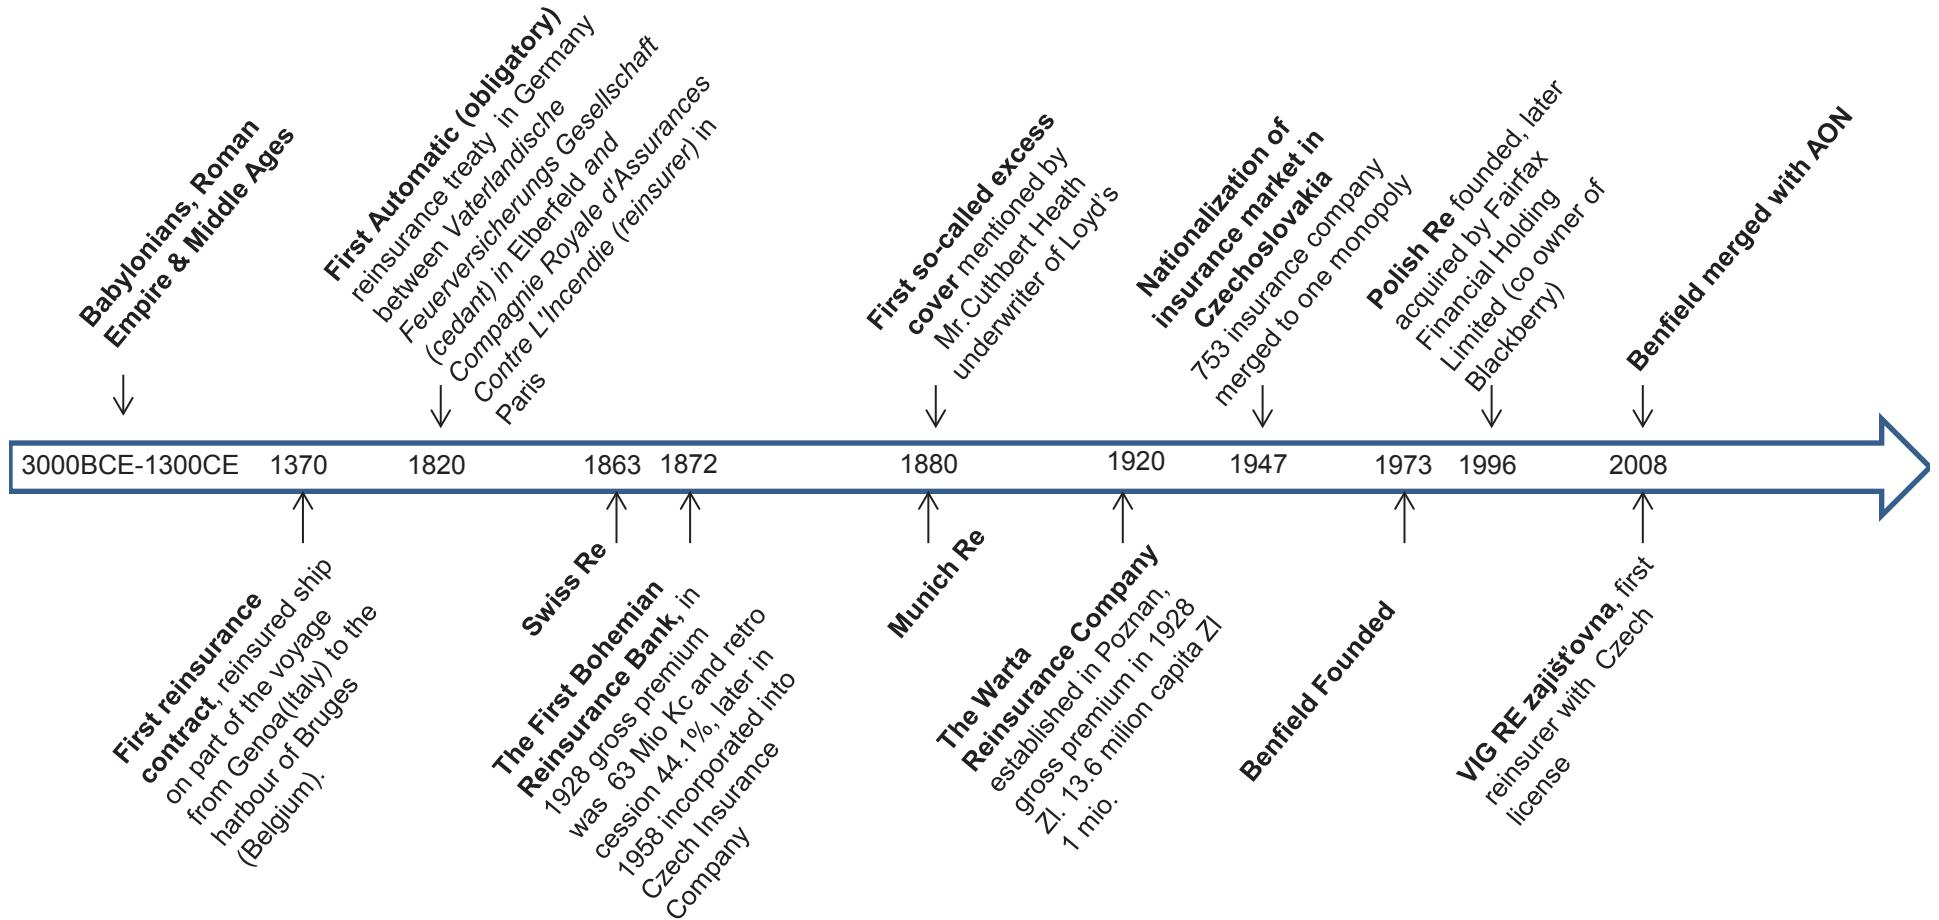 Babylonians, Roman
Empire & Middle Ages
First Automatic (obligatory)
reinsurance treaty in Germany
between Vaterlandische
Feuerversicherungs Gesellschaft
(cedant) in Elberfeld and
Compagnie Royale d'Assurances
Contre L'Incendie (reinsurer) in
Paris
First so-called excess
cover mentioned by
Mr. Cuthbert Heath
underwriter of Loyd's
Nationalization of
insurance market in
Czechoslovakia
753 insurance company
merged to one monopoly
Polish Re founded, later
acquired by Fairfax
Financial Holding
Limited (co owner of
Blackberry)
Benfield merged with AON
3000BCE-1300CE 1370 1820 1863 1872 1880 1920 1947 1973 1996 2008
First reinsurance
contract, reinsured ship
on part of the voyage
from Genoa(Italy) to the
harbour of Bruges
(Belgium).
Swiss Re
The First Bohemian
Reinsurance Bank, in
1928 gross premium
was 63 Mio Kc and retro
cession 44.1%, later in
1958 incorporated into
Czech Insurance
Company
Munich Re
The Warta
Reinsurance Company
established in Poznan,
gross premium in 1928
Zl. 13.6 milion capita Zl
1 mio.
Benfield Founded
VIG RE zajišťovna, first
reinsurer with Czech
license